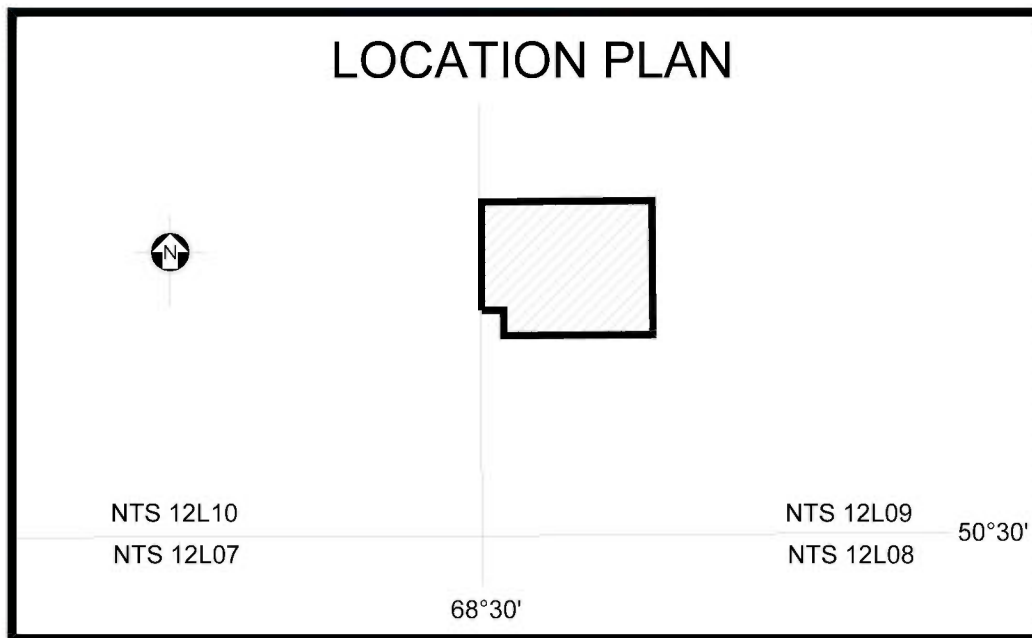 LOCATION PLAN
N
NTS 12L10
NTS 12L09
50°30'
NTS 12L07
NTS 12L08
68°30'